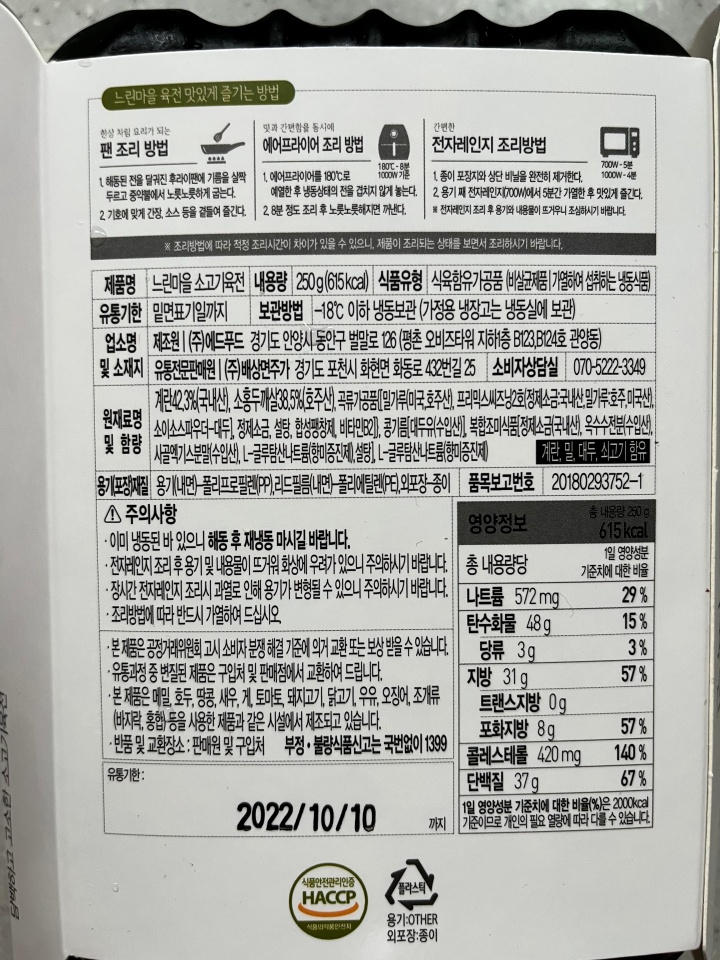 느린마을 육전 맛있게 즐기는 방법
한상 차림 요리가 되는
팬 조리 방법
1. 해동된 전을 달궈진 후라이팬에 기름을 살짝
두르고 중약불에서 노릇노릇하게 굽는다.
2. 기호에 맞게 간장, 소스 등을 곁들여 즐긴다.
맛과 간편함을 동시에
에어프라이어 조리 방법
180℃ - 8분
1000W 기준
1. 에어프라이어를 180℃로
예열한 후 냉동상태의 전을 겹치지 않게 놓는다.
2. 8분 정도 조리 후 노릇노릇해지면 꺼낸다.
간편한
전자레인지 조리방법
700W - 5분
1000W - 4분
1. 종이 포장지와 상단 비닐을 완전히 제거한다.
2. 용기 째 전자레인지(700W)에서 5분간 가열한 후 맛있게 즐긴다.
※ 전자레인지 조리 후 용기와 내용물이 뜨거우니 조심하시기 바랍니다.
※ 조리방법에 따라 적정 조리시간이 차이가 있을 수 있으니, 제품이 조리되는 상태를 보면서 조리하시기 바랍니다.
제품명 느린마을 소고기육전 내용량 250g(615kcal) 식품유형 식육함유가공품 (비살균제품 | 가열하여 섭취하는 냉동식품)
유통기한 밑면표기일까지 보관방법 -18℃ 이하 냉동보관 (가정용 냉장고는 냉동실에 보관)
업소명 및 소재지
제조원 | (주)에드푸드 경기도 안양시 동안구 벌말로 126 (평촌 오비즈타워 지하1층 B123,B124호 관양동)
유통전문판매원 | (주)배상면주가 경기도 포천시 화현면 화동로 432번길 25 소비자상담실 070-5222-3349
원재료명 및 함량
계란42.3%(국내산), 소홍두깨살38.5%(호주산), 곡류가공품[밀가루(미국,호주산), 프리믹스씨즈닝2호(정제소금:국내산,밀가루:호주,미국산),
소이소스파우더-대두], 정제소금, 설탕, 합성팽창제, 비타민B2)], 콩기름[대두유(수입산)], 복합조미식품[정제소금(국내산), 옥수수전분(수입산),
사골엑기스분말(수입산), L-글루탐산나트륨(향미증진제),설탕], L-글루탐산나트륨(향미증진제)
계란, 밀, 대두, 쇠고기 함유
용기(포장)재질 용기(내면)-폴리프로필렌(PP),리드필름(내면)-폴리에틸렌(PE),외포장-종이 품목보고번호 20180293752-1
주의사항
· 이미 냉동된 바 있으니 해동 후 재냉동 마시길 바랍니다.
· 전자레인지 조리 후 용기 및 내용물이 뜨거워 화상에 우려가 있으니 주의하시기 바랍니다.
· 장시간 전자레인지 조리시 과열로 인해 용기가 변형될 수 있으니 주의하시기 바랍니다.
· 조리방법에 따라 반드시 가열하여 드십시오.
· 본 제품은 공정거래위원회 고시 소비자 분쟁 해결 기준에 의거 교환 또는 보상 받을 수 있습니다.
· 유통과정 중 변질된 제품은 구입처 및 판매점에서 교환하여 드립니다.
· 본 제품은 메밀, 호두, 땅콩, 새우, 게, 토마토, 돼지고기, 닭고기, 우유, 오징어, 조개류
(바지락, 홍합) 등을 사용한 제품과 같은 시설에서 제조되고 있습니다.
· 반품 및 교환장소 : 판매원 및 구입처 부정·불량식품신고는 국번없이 1399
유통기한 :
2022/10/10 까지
영양정보
총 내용량 250 g
615 kcal
총 내용량당
1일 영양성분
기준치에 대한 비율
나트륨 572 mg 29 %
탄수화물 48 g 15 %
당류 3 g 3 %
지방 31 g 57 %
트랜스지방 0 g
포화지방 8 g 57 %
콜레스테롤 420 mg 140 %
단백질 37 g 67 %
1일 영양성분 기준치에 대한 비율(%)은 2000kcal
기준이므로 개인의 필요 열량에 따라 다를 수 있습니다.
식품안전관리인증
HACCP
식품의약품안전처
플라스틱
용기:OTHER
외포장:종이